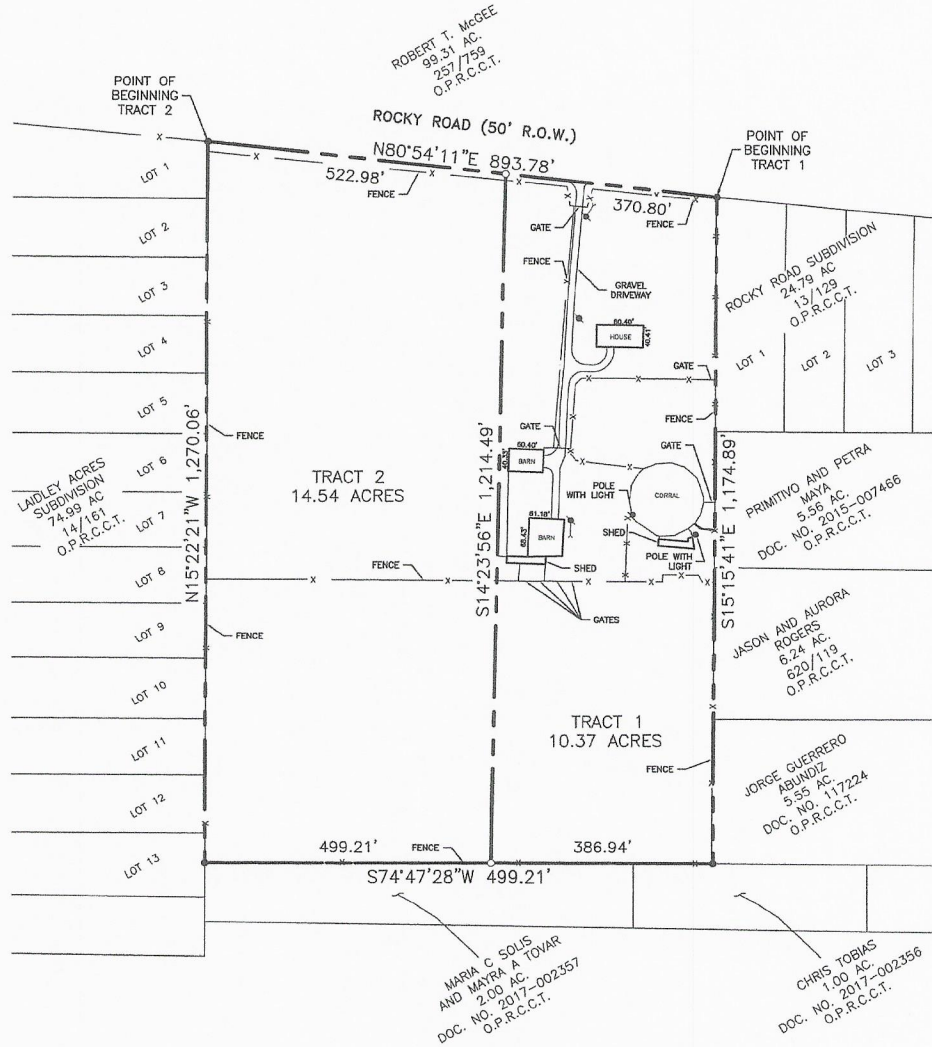 ROBERT T. McGEE
99.31 AC.
257/759
O.P.R.C.C.T.
POINT OF
BEGINNING
TRACT 2
ROCKY ROAD (50' R.O.W.)
N80°54'11"E 893.78'
POINT OF
BEGINNING
TRACT 1
522.98'
FENCE
370.80'
FENCE
GATE
FENCE
GRAVEL
DRIVEWAY
60.40'
HOUSE
40.41'
LOT 1
LOT 2
LOT 3
LOT 4
LOT 5
LOT 6
LOT 7
LOT 8
LOT 9
LOT 10
LOT 11
LOT 12
LOT 13
LAIDLEY ACRES
SUBDIVISION
74.99 AC
14/161
O.P.R.C.C.T.
N15°22'21"W 1,270.06'
FENCE
FENCE
FENCE
TRACT 2
14.54 ACRES
S14°23'56"E 1,214.49'
GATE
60.40'
BARN
40.33'
61.18'
BARN
68.43'
SHED
GATES
POLE
WITH LIGHT
CORRAL
SHED
POLE WITH
LIGHT
GATE
FENCE
GATE
S15°15'41"E 1,174.89'
ROCKY ROAD SUBDIVISION
24.79 AC
13/129
O.P.R.C.C.T.
LOT 1
LOT 2
LOT 3
PRIMITIVO AND PETRA
MAYA
5.56 AC.
DOC. NO. 2015-007466
O.P.R.C.C.T.
JASON AND AURORA
ROGERS
6.24 AC.
620/119
O.P.R.C.C.T.
TRACT 1
10.37 ACRES
FENCE
JORGE GUERRERO
ABUNDIZ
5.55 AC.
DOC. NO. 117224
O.P.R.C.C.T.
499.21'
FENCE
386.94'
S74°47'28"W 499.21'
MARIA C SOLIS
AND MAYRA A TOVAR
2.00 AC.
DOC. NO. 2017-002357
O.P.R.C.C.T.
CHRIS TOBIAS
1.00 AC.
DOC. NO. 2017-002356
O.P.R.C.C.T.